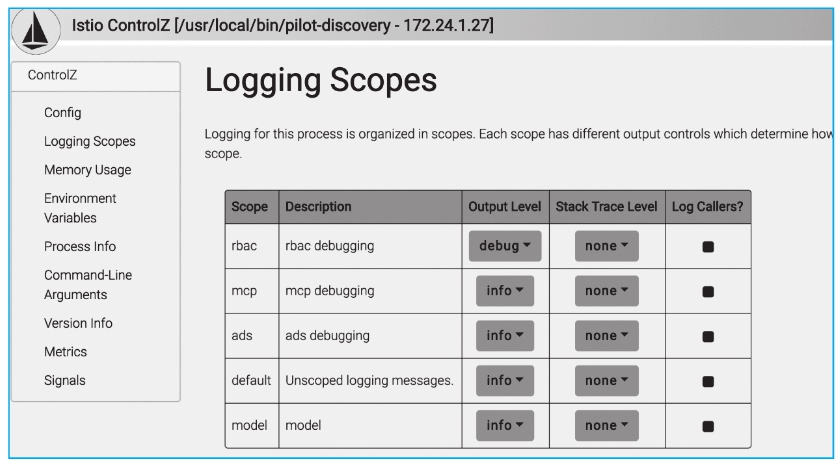 Istio ControlZ [/usr/local/bin/pilot-discovery - 172.24.1.27]
ControlZ
Config
Logging Scopes
Memory Usage
Environment
Variables
Process Info
Command-Line
Arguments
Version Info
Metrics
Signals
Logging Scopes
Logging for this process is organized in scopes. Each scope has different output controls which determine how
scope.
Scope Description Output Level Stack Trace Level Log Callers?
rbac rbac debugging debug none
mcp mcp debugging info none
ads ads debugging info none
default Unscoped logging messages. info none
model model info none